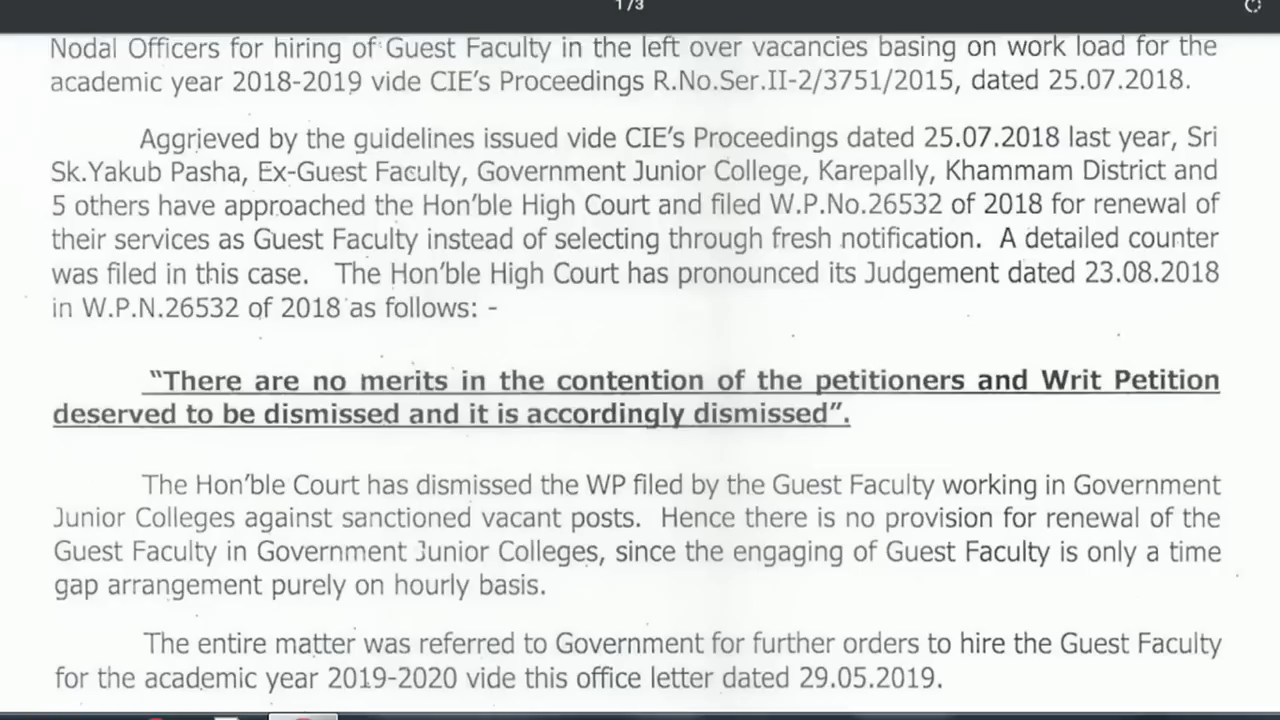 1/3
Nodal Officers for hiring of Guest Faculty in the left over vacancies basing on work load for the
academic year 2018-2019 vide CIE's Proceedings R.No.Ser.II-2/3751/2015, dated 25.07.2018.
Aggrieved by the guidelines issued vide CIE's Proceedings dated 25.07.2018 last year, Sri
Sk.Yakub Pasha, Ex-Guest Faculty, Government Junior College, Karepally, Khammam District and
5 others have approached the Hon'ble High Court and filed W.P.No.26532 of 2018 for renewal of
their services as Guest Faculty instead of selecting through fresh notification. A detailed counter
was filed in this case. The Hon'ble High Court has pronounced its Judgement dated 23.08.2018
in W.P.N.26532 of 2018 as follows: -
"There are no merits in the contention of the petitioners and Writ Petition
deserved to be dismissed and it is accordingly dismissed".
The Hon'ble Court has dismissed the WP filed by the Guest Faculty working in Government
Junior Colleges against sanctioned vacant posts. Hence there is no provision for renewal of the
Guest Faculty in Government Junior Colleges, since the engaging of Guest Faculty is only a time
gap arrangement purely on hourly basis.
The entire matter was referred to Government for further orders to hire the Guest Faculty
for the academic year 2019-2020 vide this office letter dated 29.05.2019.